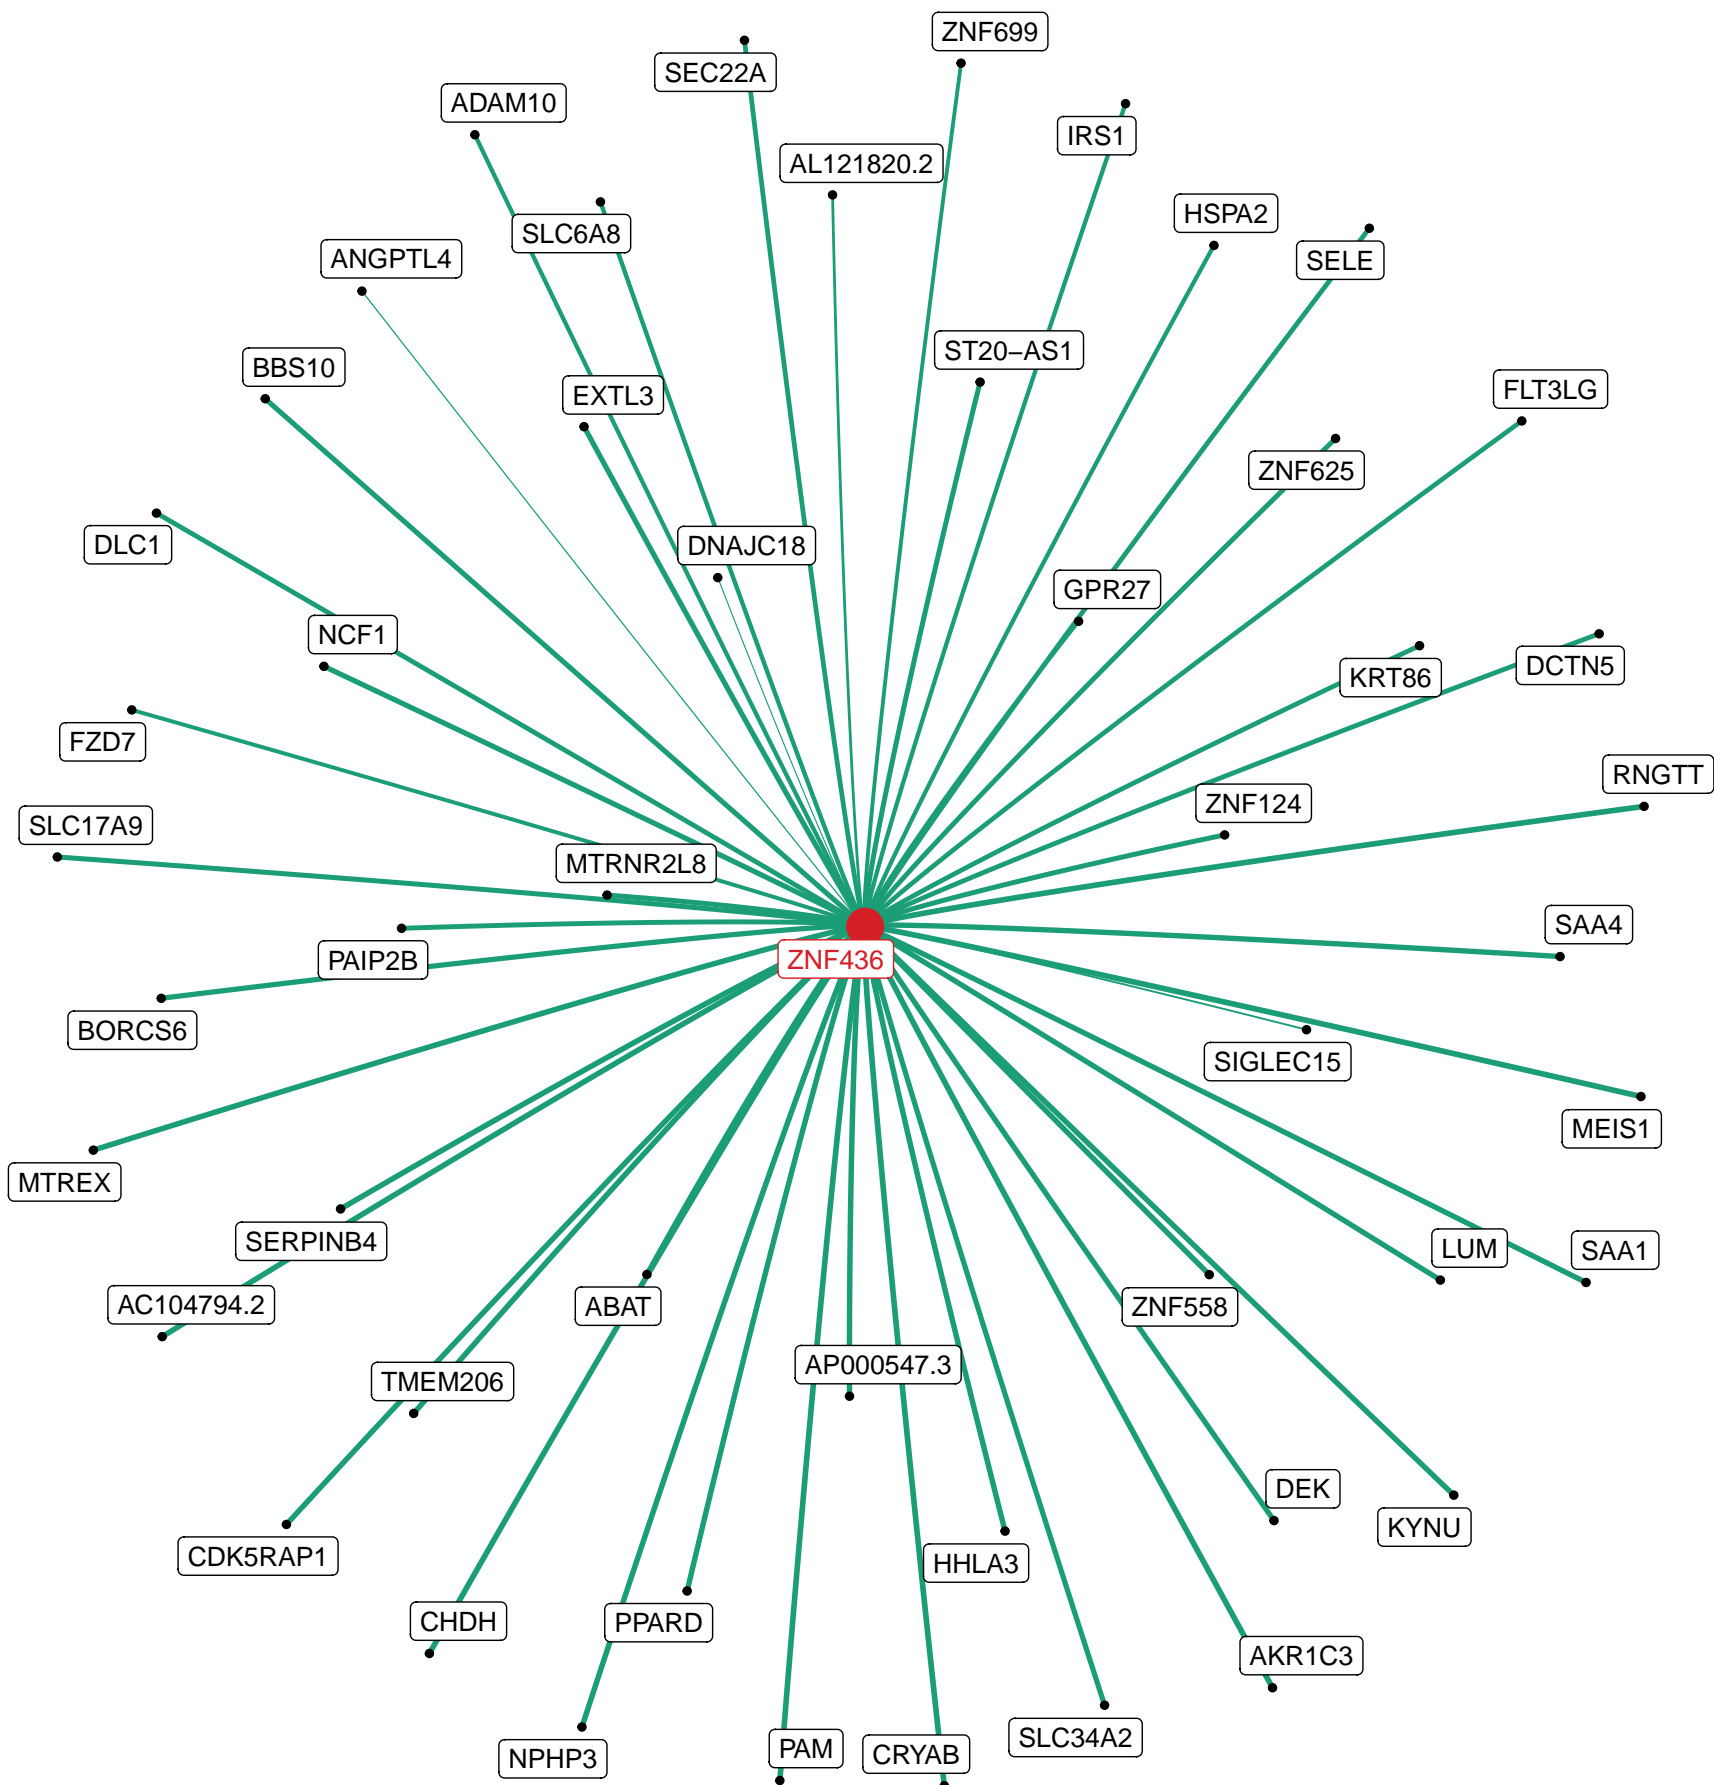 ZNF699
SEC22A
ADAM10
IRS1
AL121820.2
HSPA2
SLC6A8
ANGPTL4
SELE
ST20−AS1
BBS10
FLT3LG
EXTL3
ZNF625
DNAJC18
DLC1
GPR27
NCF1
DCTN5
KRT86
FZD7
RNGTT
ZNF124
SLC17A9
MTRNR2L8
SAA4
PAIP2B
ZNF436
BORCS6
SIGLEC15
MEIS1
MTREX
SERPINB4
LUM
SAA1
AC104794.2
ABAT
ZNF558
AP000547.3
TMEM206
DEK
KYNU
CDK5RAP1
HHLA3
CHDH
PPARD
AKR1C3
SLC34A2
PAM
CRYAB
NPHP3